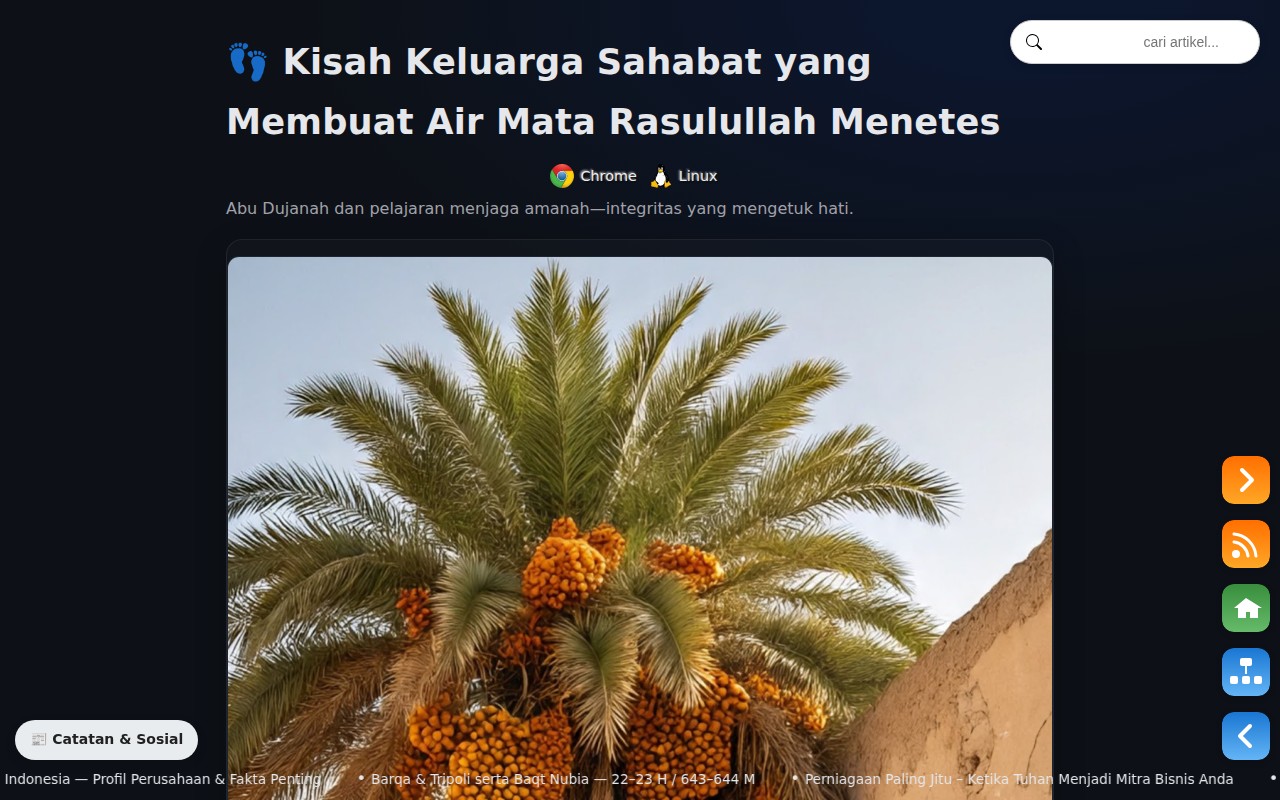 👣 Kisah Keluarga Sahabat yang
Membuat Air Mata Rasulullah Menetes
cari artikel...
Chrome Linux
Abu Dujanah dan pelajaran menjaga amanah—integritas yang mengetuk hati.
📰 Catatan & Sosial
Indonesia — Profil Perusahaan & Fakta Penting • Barqa & Tripoli serta Baqt Nubia — 22–23 H / 643–644 M • Perniagaan Paling Jitu – Ketika Tuhan Menjadi Mitra Bisnis Anda •